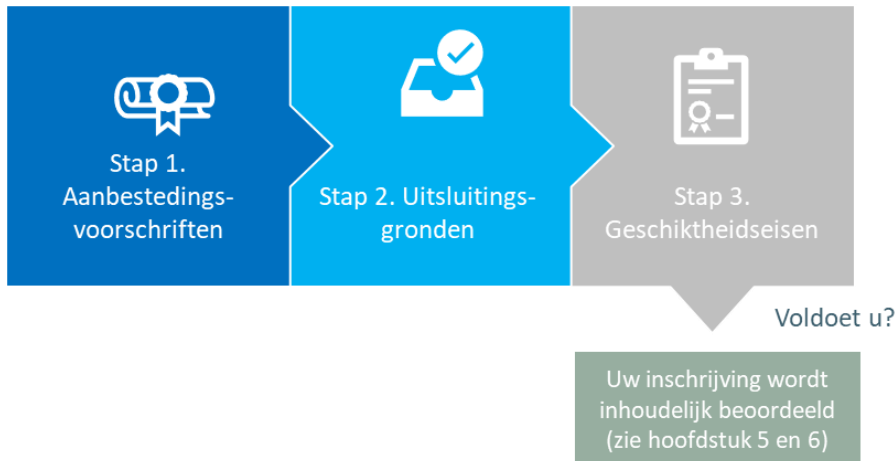 Stap 1.
Aanbestedings-
voorschriften
Stap 2. Uitsluitings-
gronden
Stap 3.
Geschiktheidseisen
Voldoet u?
Uw inschrijving wordt
inhoudelijk beoordeeld
(zie hoofdstuk 5 en 6)